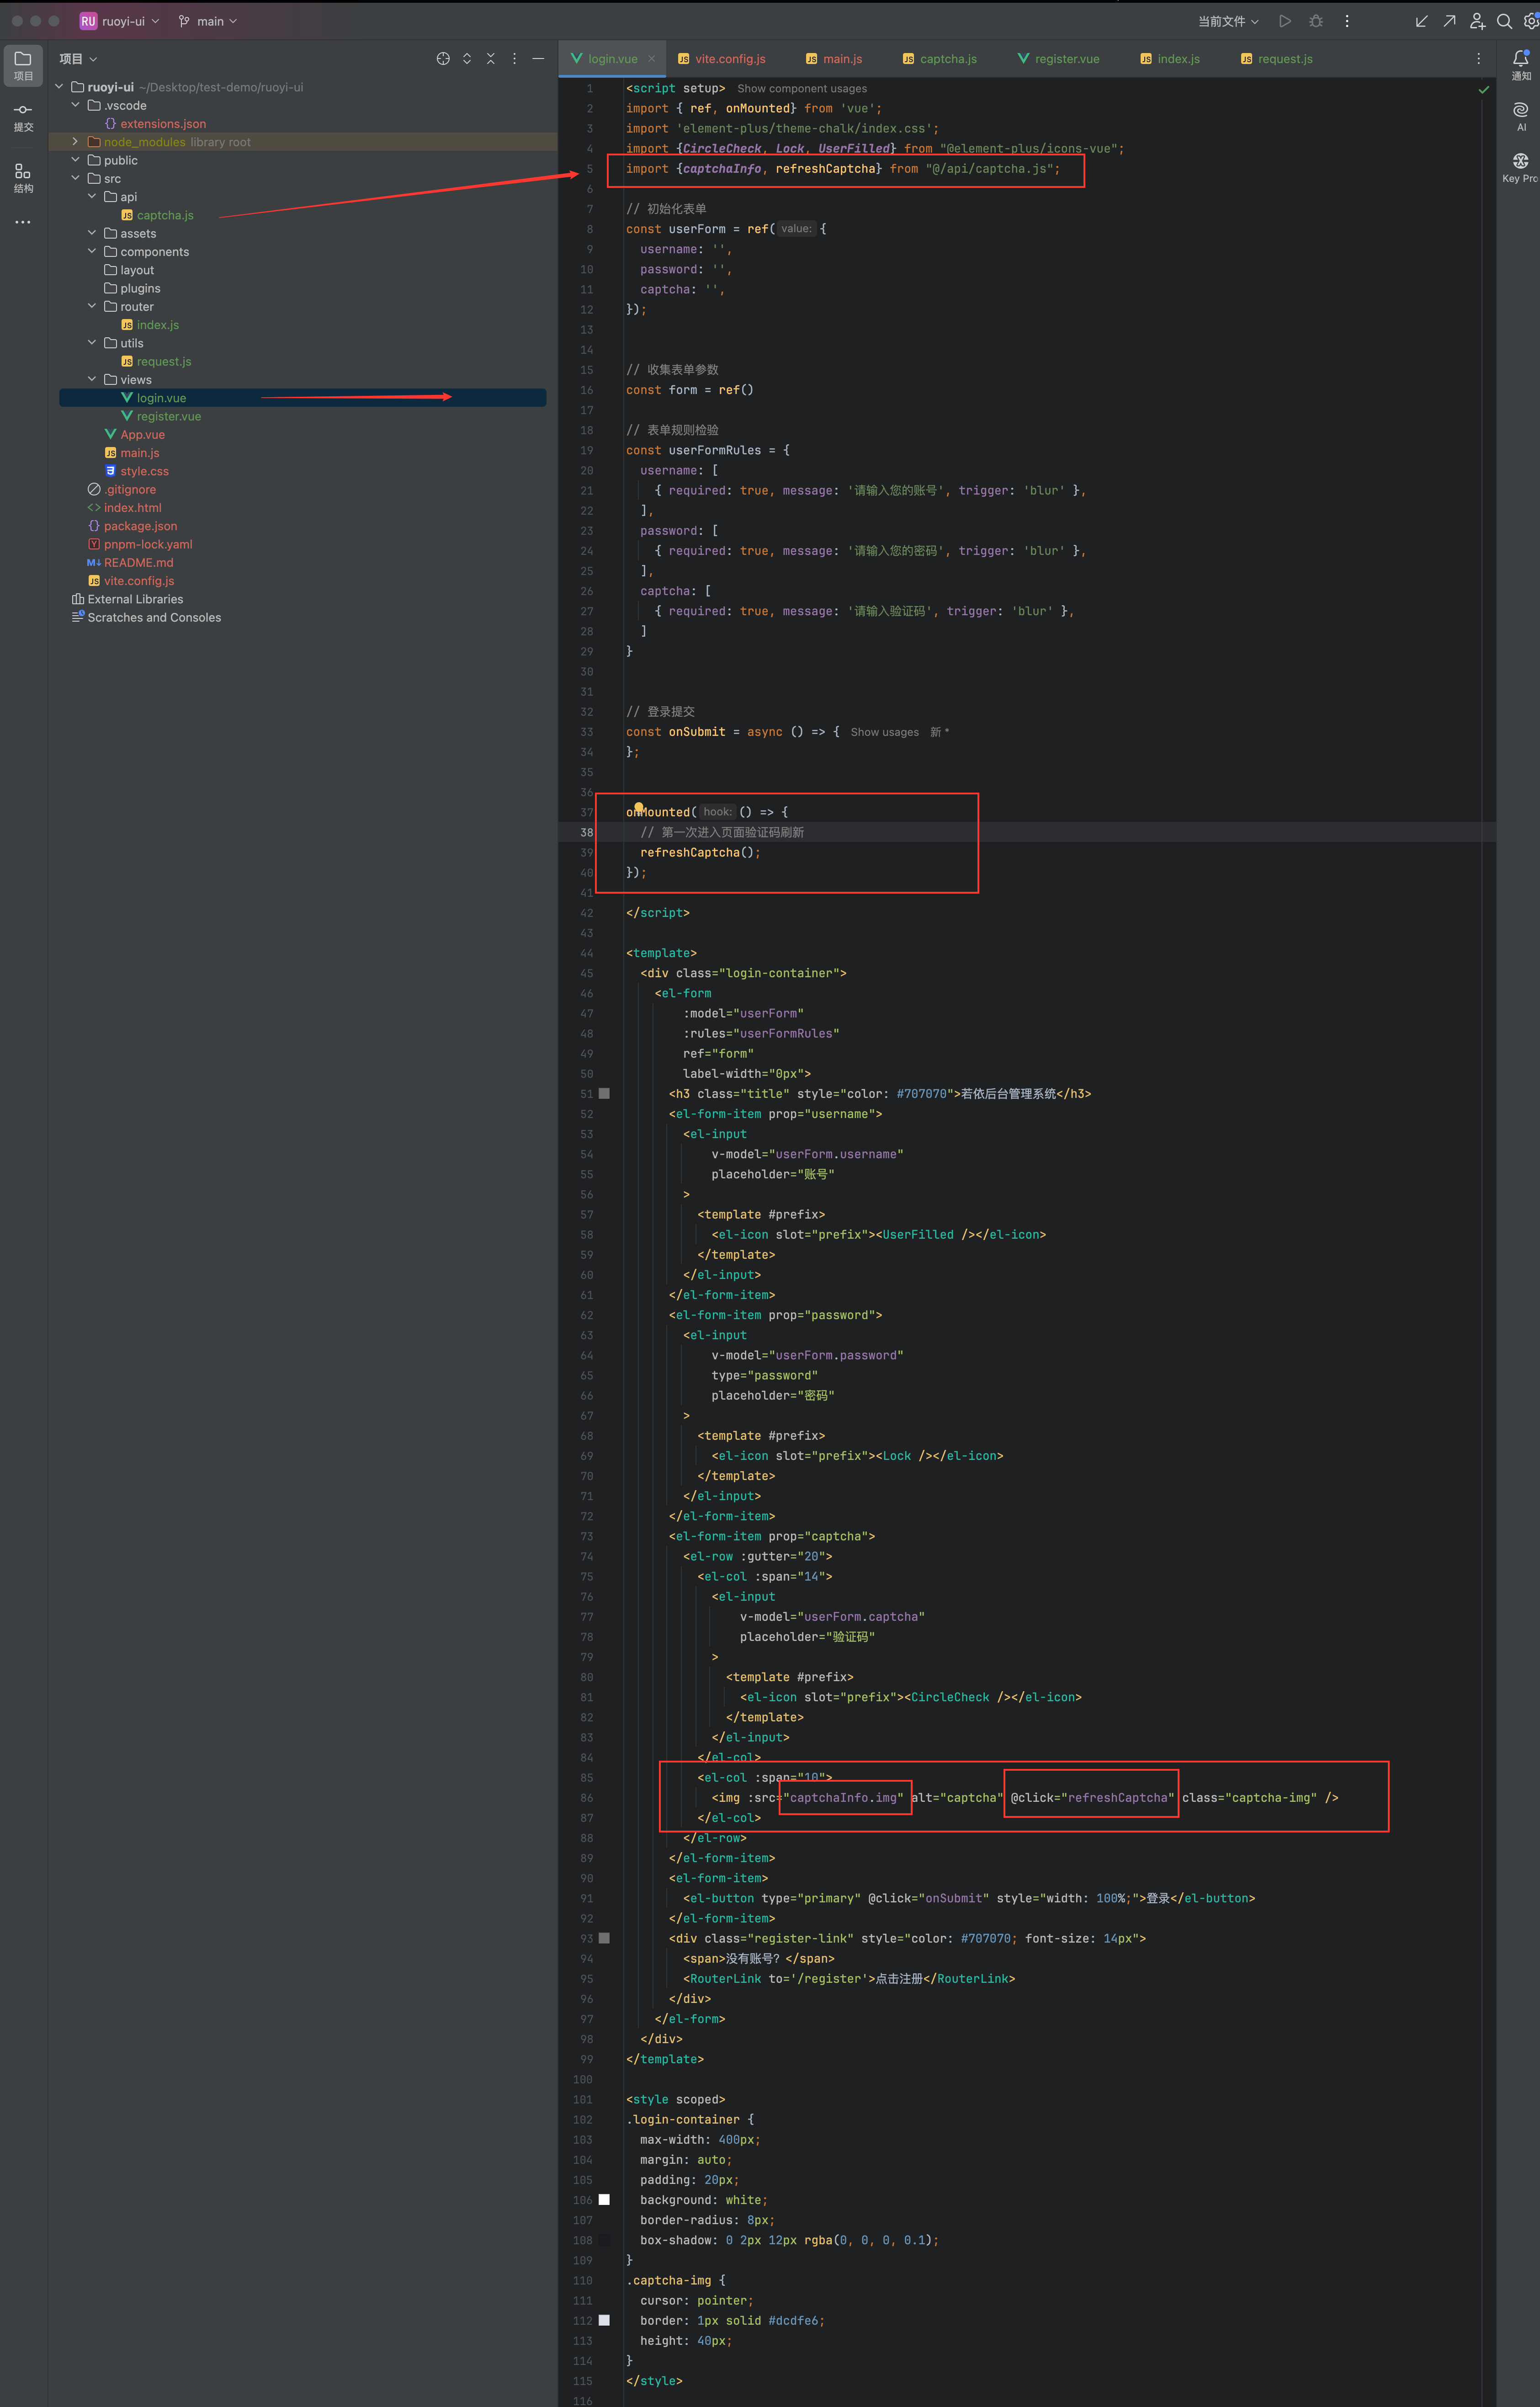 RU ruoyi-ui main 当前文件
项目
项目
提交
结构
ruoyi-ui ~/Desktop/test-demo/ruoyi-ui
.vscode
{} extensions.json
node_modules library root
public
src
api
JS captcha.js
assets
components
layout
plugins
router
JS index.js
utils
JS request.js
views
login.vue
register.vue
App.vue
JS main.js
style.css
.gitignore
<> index.html
{} package.json
Y pnpm-lock.yaml
M↓ README.md
JS vite.config.js
External Libraries
Scratches and Consoles
login.vue × JS vite.config.js JS main.js JS captcha.js register.vue JS index.js JS request.js
通知
AI
Key Pro
1 <script setup> Show component usages
2 import { ref, onMounted} from 'vue';
3 import 'element-plus/theme-chalk/index.css';
4 import {CircleCheck, Lock, UserFilled} from "@element-plus/icons-vue";
5 import {captchaInfo, refreshCaptcha} from "@/api/captcha.js";
6
7 // 初始化表单
8 const userForm = ref( value: {
9 username: '',
10 password: '',
11 captcha: '',
12 });
13
14
15 // 收集表单参数
16 const form = ref()
17
18 // 表单规则检验
19 const userFormRules = {
20 username: [
21 { required: true, message: '请输入您的账号', trigger: 'blur' },
22 ],
23 password: [
24 { required: true, message: '请输入您的密码', trigger: 'blur' },
25 ],
26 captcha: [
27 { required: true, message: '请输入验证码', trigger: 'blur' },
28 ]
29 }
30
31
32 // 登录提交
33 const onSubmit = async () => { Show usages 新 *
34 };
35
36
37 onMounted( hook: () => {
38 // 第一次进入页面验证码刷新
39 refreshCaptcha();
40 });
41
42 </script>
43
44 <template>
45 <div class="login-container">
46 <el-form
47 :model="userForm"
48 :rules="userFormRules"
49 ref="form"
50 label-width="0px">
51 <h3 class="title" style="color: #707070">若依后台管理系统</h3>
52 <el-form-item prop="username">
53 <el-input
54 v-model="userForm.username"
55 placeholder="账号"
56 >
57 <template #prefix>
58 <el-icon slot="prefix"><UserFilled /></el-icon>
59 </template>
60 </el-input>
61 </el-form-item>
62 <el-form-item prop="password">
63 <el-input
64 v-model="userForm.password"
65 type="password"
66 placeholder="密码"
67 >
68 <template #prefix>
69 <el-icon slot="prefix"><Lock /></el-icon>
70 </template>
71 </el-input>
72 </el-form-item>
73 <el-form-item prop="captcha">
74 <el-row :gutter="20">
75 <el-col :span="14">
76 <el-input
77 v-model="userForm.captcha"
78 placeholder="验证码"
79 >
80 <template #prefix>
81 <el-icon slot="prefix"><CircleCheck /></el-icon>
82 </template>
83 </el-input>
84 </el-col>
85 <el-col :span="10">
86 <img :src="captchaInfo.img" alt="captcha" @click="refreshCaptcha" class="captcha-img" />
87 </el-col>
88 </el-row>
89 </el-form-item>
90 <el-form-item>
91 <el-button type="primary" @click="onSubmit" style="width: 100%;">登录</el-button>
92 </el-form-item>
93 <div class="register-link" style="color: #707070; font-size: 14px">
94 <span>没有账号? </span>
95 <RouterLink to='/register'>点击注册</RouterLink>
96 </div>
97 </el-form>
98 </div>
99 </template>
100
101 <style scoped>
102 .login-container {
103 max-width: 400px;
104 margin: auto;
105 padding: 20px;
106 background: white;
107 border-radius: 8px;
108 box-shadow: 0 2px 12px rgba(0, 0, 0, 0.1);
109 }
110 .captcha-img {
111 cursor: pointer;
112 border: 1px solid #dcdfe6;
113 height: 40px;
114 }
115 </style>
116